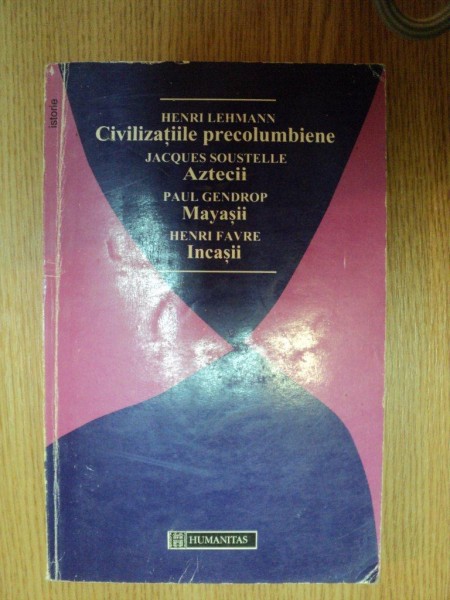 istorie
HENRI LEHMANN
Civilizațiile precolumbiene
JACQUES SOUSTELLE
Aztecii
PAUL GENDROP
Mayașii
HENRI FAVRE
Incașii
HUMANITAS